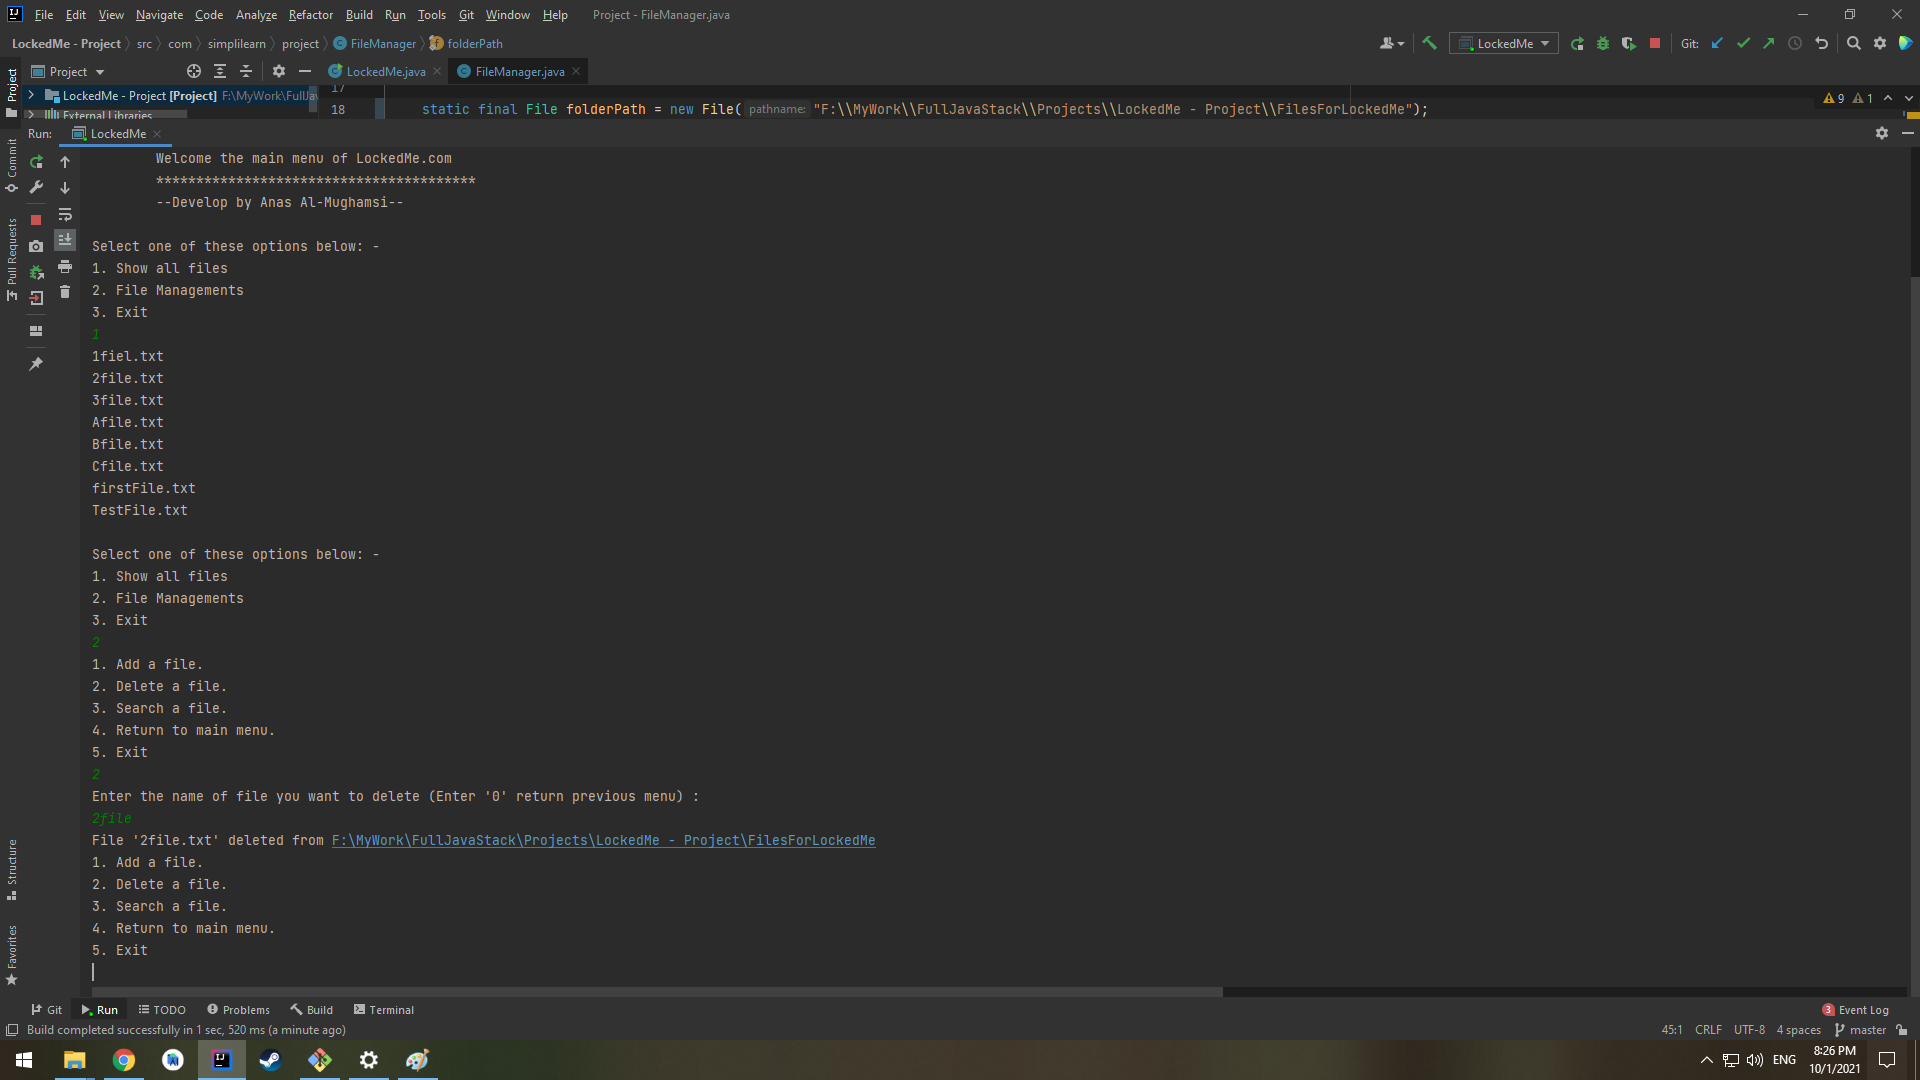 File Edit View Navigate Code Analyze Refactor Build Run Tools Git Window Help Project - FileManager.java
LockedMe - Project src com simplilearn project FileManager folderPath LockedMe Git:
Project LockedMe.java FileManager.java
LockedMe - Project [Project] F:\MyWork\FullJav
17
18 static final File folderPath = new File( pathname: "F:\\MyWork\\FullJavaStack\\Projects\\LockedMe - Project\\FilesForLockedMe"); 9 1
External Libraries
Run: LockedMe
Welcome the main menu of LockedMe.com
****************************************
--Develop by Anas Al-Mughamsi--
Select one of these options below: -
1. Show all files
2. File Managements
3. Exit
1
1fiel.txt
2file.txt
3file.txt
Afile.txt
Bfile.txt
Cfile.txt
firstFile.txt
TestFile.txt
Select one of these options below: -
1. Show all files
2. File Managements
3. Exit
2
1. Add a file.
2. Delete a file.
3. Search a file.
4. Return to main menu.
5. Exit
2
Enter the name of file you want to delete (Enter '0' return previous menu) :
2file
File '2file.txt' deleted from F:\MyWork\FullJavaStack\Projects\LockedMe - Project\FilesForLockedMe
1. Add a file.
2. Delete a file.
3. Search a file.
4. Return to main menu.
5. Exit
Project
Commit
Pull Requests
Structure
Favorites
Git Run TODO Problems Build Terminal 3 Event Log
Build completed successfully in 1 sec, 520 ms (a minute ago) 45:1 CRLF UTF-8 4 spaces master
ENG 8:26 PM
10/1/2021